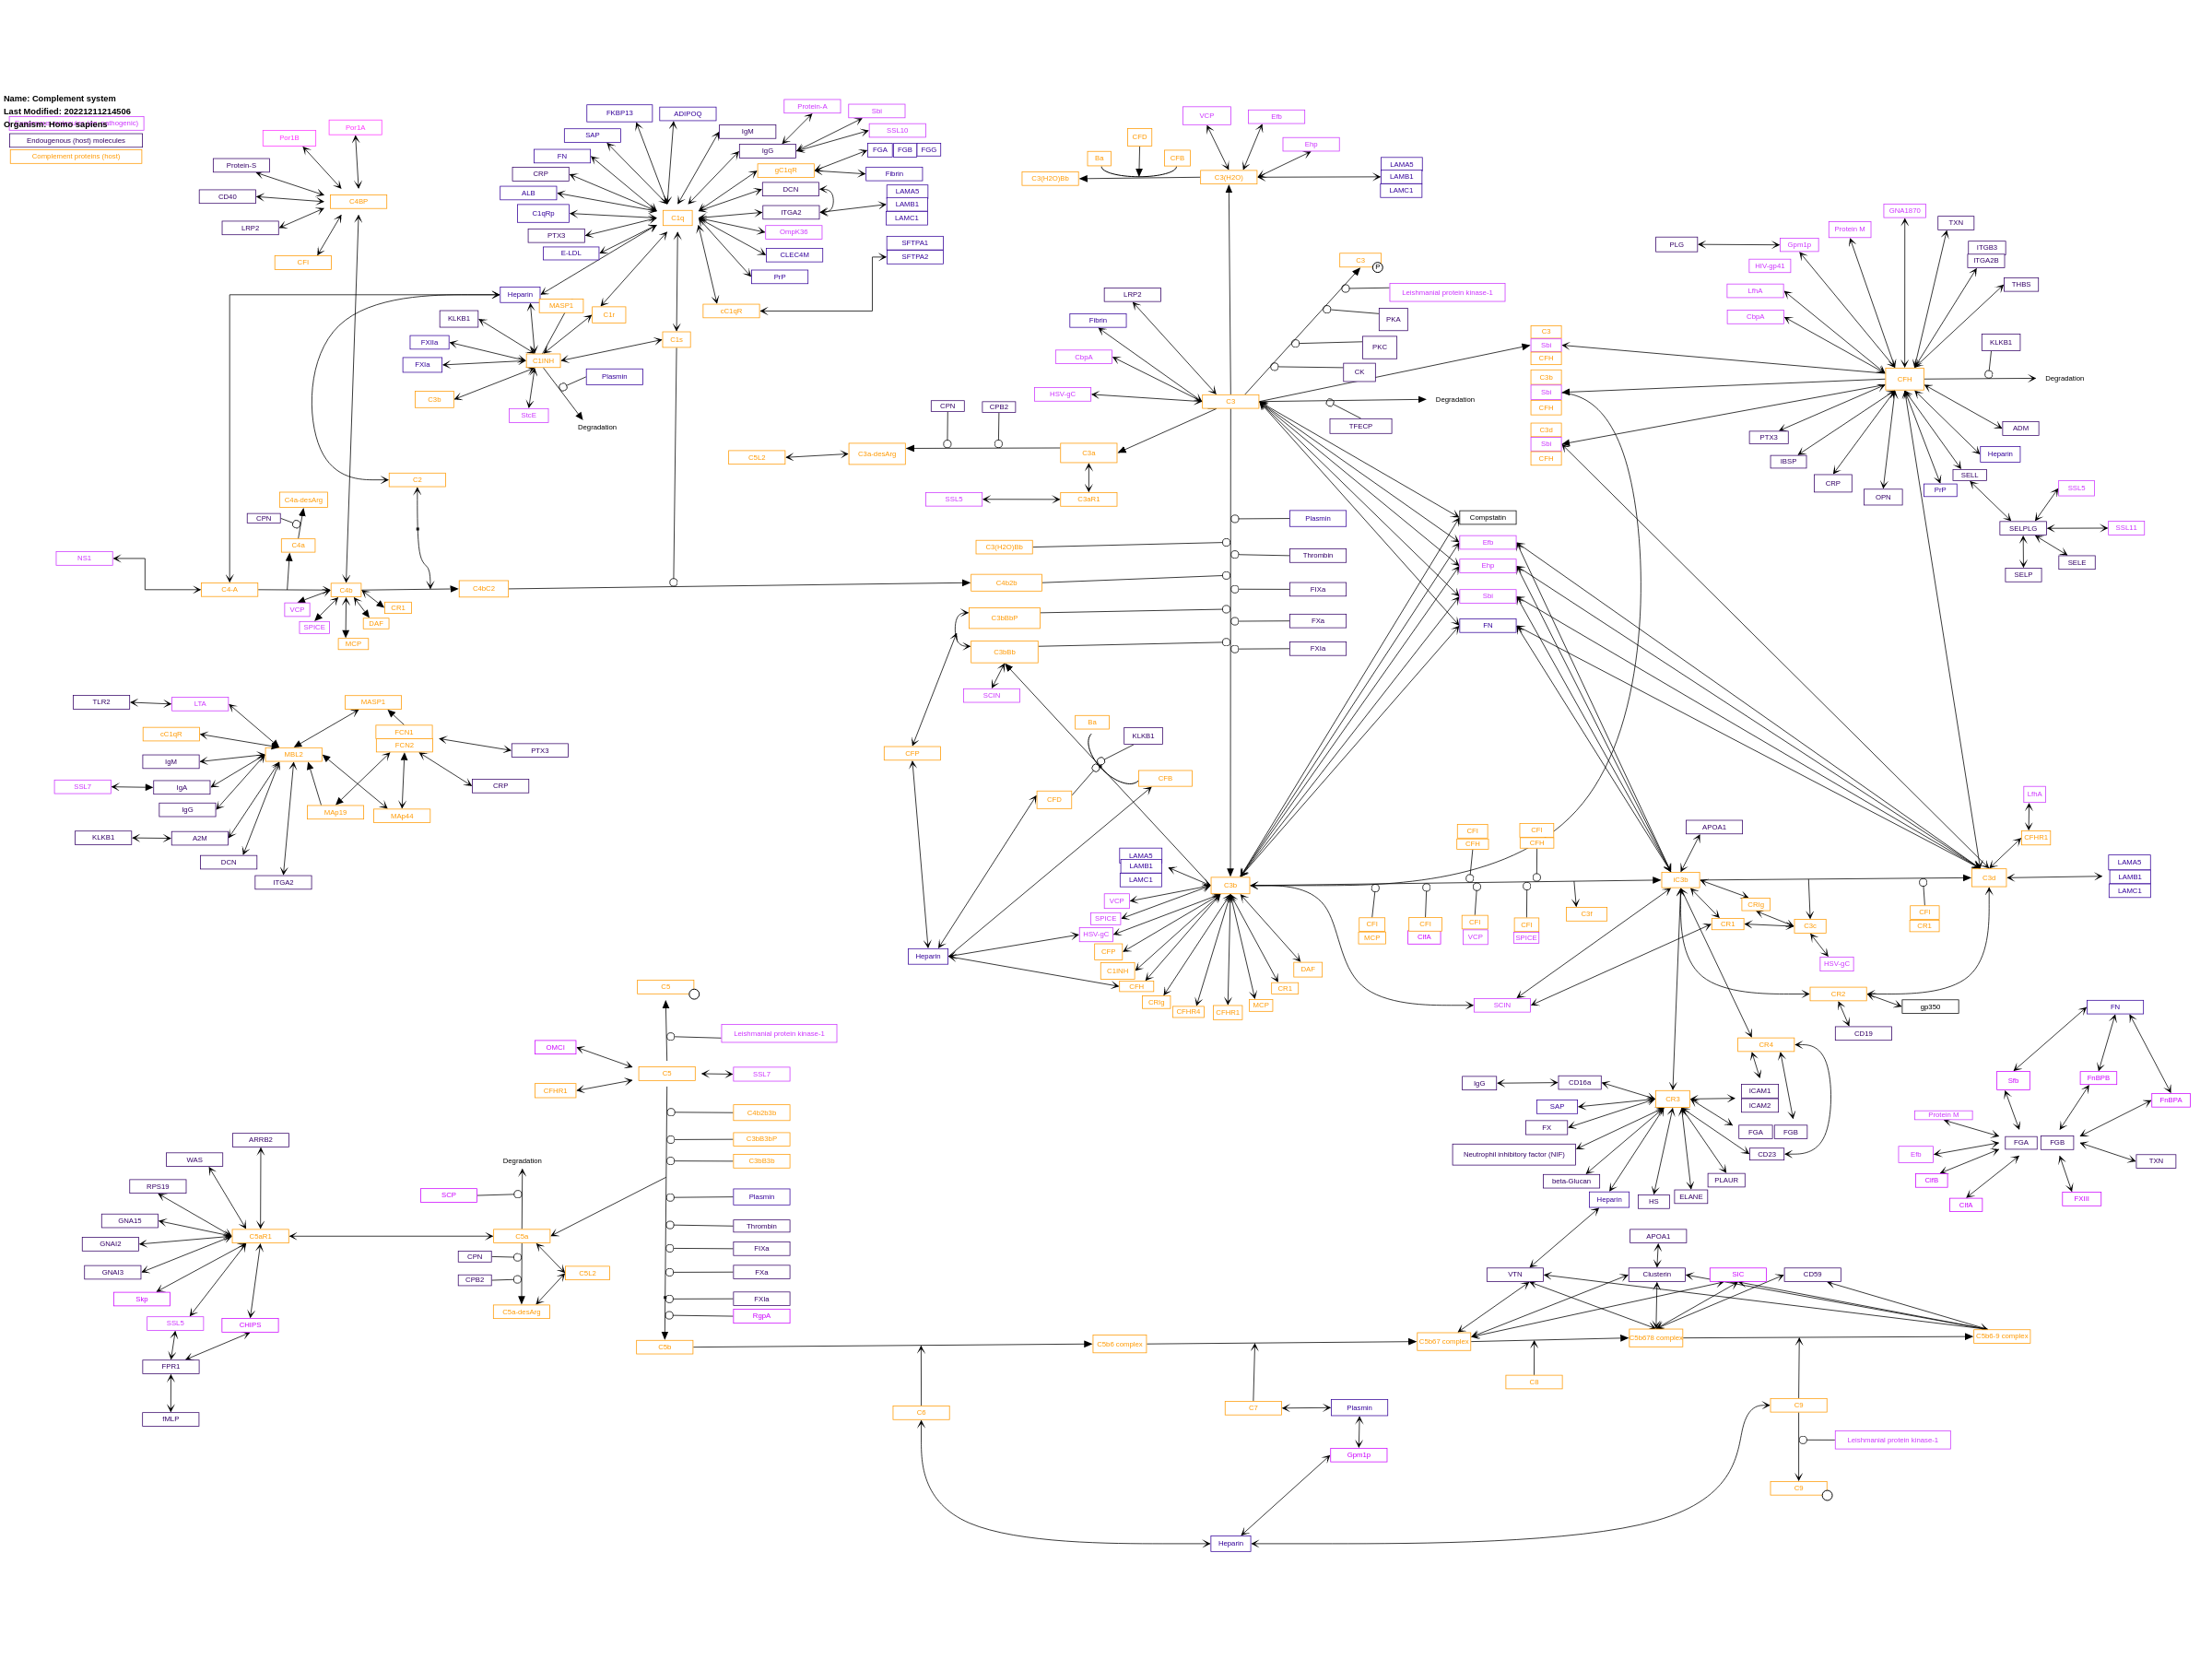 Name: Complement system
Last Modified: 20221211214506
Organism: Homo sapiens
Endougenous (host) molecules
Complement proteins (host)
Por1B
Por1A
Protein-S
CD40
LRP2
CFI
C4BP
FKBP13
ADIPOQ
SAP
IgM
FN
CRP
ALB
C1qRp
PTX3
E-LDL
Protein-A
Sbi
SSL10
IgG
FGA
FGB
FGG
gC1qR
Fibrin
DCN
LAMA5
ITGA2
LAMB1
LAMC1
C1q
OmpK36
CLEC4M
PrP
SFTPA1
SFTPA2
cC1qR
Heparin
MASP1
C1r
C1s
KLKB1
FXIIa
FXIa
C1INH
C3b
StcE
Plasmin
Degradation
VCP
Efb
Ehp
CFD
Ba
CFB
C3(H2O)Bb
C3(H2O)
LAMA5
LAMB1
LAMC1
C3
P
Leishmanial protein kinase-1
PKA
PKC
CK
LRP2
Fibrin
CbpA
HSV-gC
C3
Degradation
TFECP
CPN
CPB2
C5L2
C3a-desArg
C3a
SSL5
C3aR1
C3
Sbi
CFH
C3b
Sbi
CFH
C3d
Sbi
CFH
GNA1870
Protein M
TXN
PLG
Gpm1p
ITGB3
ITGA2B
HIV-gp41
LfhA
THBS
CbpA
KLKB1
CFH
Degradation
PTX3
IBSP
CRP
OPN
PrP
SELL
Heparin
ADM
SSL5
SELPLG
SSL11
SELP
SELE
C2
C4a-desArg
CPN
C4a
NS1
C4-A
C4b
C4bC2
VCP
SPICE
MCP
DAF
CR1
C3(H2O)Bb
C4b2b
C3bBbP
C3bBb
SCIN
Plasmin
Thrombin
FIXa
FXa
FXIa
Compstatin
Efb
Ehp
Sbi
FN
TLR2
LTA
MASP1
cC1qR
FCN1
FCN2
PTX3
MBL2
IgM
SSL7
IgA
CRP
IgG
MAp19
MAp44
KLKB1
A2M
DCN
ITGA2
Ba
KLKB1
CFP
CFB
CFD
Heparin
LAMA5
LAMB1
LAMC1
C3b
VCP
SPICE
HSV-gC
CFP
C1INH
CFH
CRIg
CFHR4
CFHR1
MCP
CR1
DAF
CFI
CFH
CFI
CFH
CFI
MCP
CFI
ClfA
CFI
VCP
CFI
SPICE
C3f
APOA1
iC3b
CRIg
CR1
C3c
HSV-gC
CFI
CR1
C3d
LfhA
CFHR1
LAMA5
LAMB1
LAMC1
SCIN
CR2
gp350
CD19
CR4
C5
Leishmanial protein kinase-1
OMCI
C5
SSL7
CFHR1
C4b2b3b
C3bB3bP
C3bB3b
Plasmin
Thrombin
FIXa
FXa
FXIa
RgpA
C5b
ARRB2
WAS
RPS19
GNA15
GNAI2
GNAI3
C5aR1
Skp
SSL5
CHIPS
FPR1
fMLP
Degradation
SCP
C5a
CPN
CPB2
C5L2
C5a-desArg
IgG
CD16a
SAP
FX
CR3
ICAM1
ICAM2
FGA
FGB
Neutrophil inhibitory factor (NIF)
CD23
beta-Glucan
Heparin
HS
ELANE
PLAUR
FN
Sfb
FnBPB
FnBPA
Protein M
FGA
FGB
Efb
ClfB
ClfA
FXIII
TXN
APOA1
VTN
Clusterin
SIC
CD59
C5b6 complex
C5b67 complex
C5b678 complex
C5b6-9 complex
C6
C7
C8
C9
Plasmin
Gpm1p
Leishmanial protein kinase-1
C9
Heparin